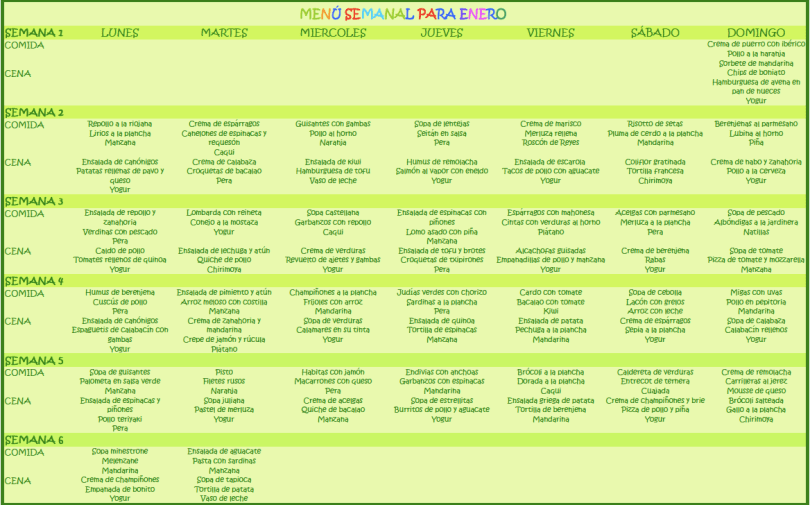 MENÚ SEMANAL PARA ENERO
SEMANA 1 LUNES MARTES MIERCOLES JUEVES VIERNES SÁBADO DOMINGO
COMIDA
Crema de puerro con ibérico
Pollo a la naranja
Sorbete de mandarina
CENA
Chips de boniato
Hamburguesa de avena en
pan de nueces
Yogur
SEMANA 2
COMIDA Repollo a la riojana Crema de espárragos Guisantes con gambas Sopa de lentejas Crema de marisco Risotto de setas Berenjenas al parmesano
Lirios a la plancha Canelones de espinacas y Pollo al horno Seitán en salsa Merluza rellena Pluma de cerdo a la plancha Lubina al horno
Manzana requesón Naranja Pera Roscón de Reyes Mandarina Piña
Caqui
CENA Ensalada de canónigos Crema de calabaza Ensalada de kiwi Humus de remolacha Ensalada de escarola Coliflor gratinada Crema de nabo y zanahoria
Patatas rellenas de pavo y Croquetas de bacalao Hamburguesa de tofu Salmón al vapor con eneldo Tacos de pollo con aguacate Tortilla francesa Pollo a la cerveza
queso Pera Vaso de leche Yogur Yogur Chirimoya Yogur
Yogur
SEMANA 3
COMIDA Ensalada de repollo y Lombarda con reineta Sopa castellana Ensalada de espinacas con Espárragos con mahonesa Acelgas con parmesano Sopa de pescado
zanahoria Conejo a la mostaza Garbanzos con repollo piñones Cintas con verduras al horno Merluza a la plancha Albóndigas a la jardinera
Verdinas con pescado Yogur Caqui Lomo asado con piña Plátano Pera Natillas
Pera Manzana
CENA Caldo de pollo Ensalada de lechuga y atún Crema de verduras Ensalada de tofu y brotes Alcachofas guisadas Crema de berenjena Sopa de tomate
Tomates rellenos de quinoa Quiche de pollo Revuelto de ajetes y gambas Croquetas de txipirones Empanadillas de pollo y manzana Rabas Pizza de tomate y mozzarella
Yogur Chirimoya Yogur Pera Yogur Yogur Manzana
SEMANA 4
COMIDA Humus de berenjena Ensalada de pimiento y atún Champiñones a la plancha Judías verdes con chorizo Cardo con tomate Sopa de cebolla Migas con uvas
Cuscús de pollo Arroz meloso con costilla Frijoles con arroz Sardinas a la plancha Bacalao con tomate Lacón con grelos Pollo en pepitoria
Pera Manzana Mandarina Pera Kiwi Arroz con leche Mandarina
CENA Ensalada de canónigos Crema de zanahoria y Sopa de verduras Ensalada de quinoa Ensalada de patata Crema de espárragos Sopa de calabaza
Espaguetis de calabacín con mandarina Calamares en su tinta Tortilla de espinacas Pechuga a la plancha Sepia a la plancha Calabacín rellenos
gambas Crepe de jamón y rúcula Yogur Manzana Mandarina Yogur Yogur
Yogur Plátano
SEMANA 5
COMIDA Sopa de guisantes Pisto Habitas con jamón Endivias con anchoas Brócoli a la plancha Caldereta de verduras Crema de remolacha
Palometa en salsa verde Filetes rusos Macarrones con queso Garbanzos con espinacas Dorada a la plancha Entrecot de ternera Carrilleras al jerez
Manzana Naranja Pera Mandarina Caqui Cuajada Mousse de queso
CENA Ensalada de espinacas y Sopa juliana Crema de acelgas Sopa de estrellitas Ensalada griega de patata Crema de champiñones y brie Brócoli salteada
piñones Pastel de merluza Quiche de bacalao Burritos de pollo y aguacate Tortilla de berenjena Pizza de pollo y piña Gallo a la plancha
Pollo teriyaki Yogur Manzana Yogur Mandarina Yogur Chirimoya
Pera
SEMANA 6
COMIDA Sopa minestrone Ensalada de aguacate
Melenzane Pasta con sardinas
Mandarina Manzana
CENA Crema de champiñones Sopa de tapioca
Empanada de bonito Tortilla de patata
Yogur Vaso de leche